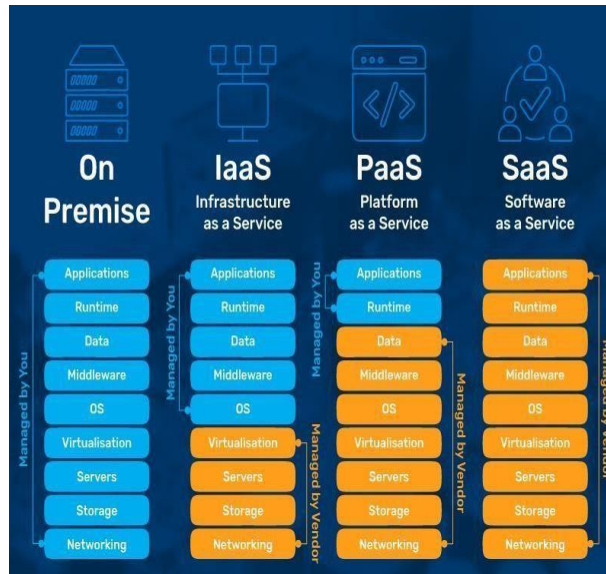 On
Premise
Applications
Runtime
Data
Middleware
OS
Virtualisation
Servers
Storage
Networking
Managed by You
IaaS
Infrastructure
as a Service
Applications
Runtime
Data
Middleware
OS
Virtualisation
Servers
Storage
Networking
Managed by You
Managed by Vendor
PaaS
Platform
as a Service
Applications
Runtime
Data
Middleware
OS
Virtualisation
Servers
Storage
Networking
Managed by You
Managed by Vendor
SaaS
Software
as a Service
Applications
Runtime
Data
Middleware
OS
Virtualisation
Servers
Storage
Networking
Managed by Vendor